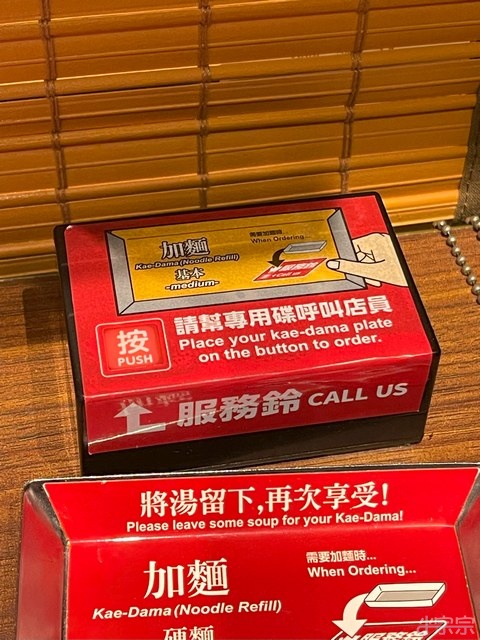 加麵
Kae-Dama (Noodle Refill)
基本
-medium-
需要加麵時
When Ordering...
請幫專用碟呼叫店員
Place your kae-dama plate
on the button to order.
按
PUSH
服務鈴 CALL US
將湯留下,再次享受!
Please leave some soup for your Kae-Dama!
加麵
Kae-Dama (Noodle Refill)
硬麵
需要加麵時...
When Ordering...